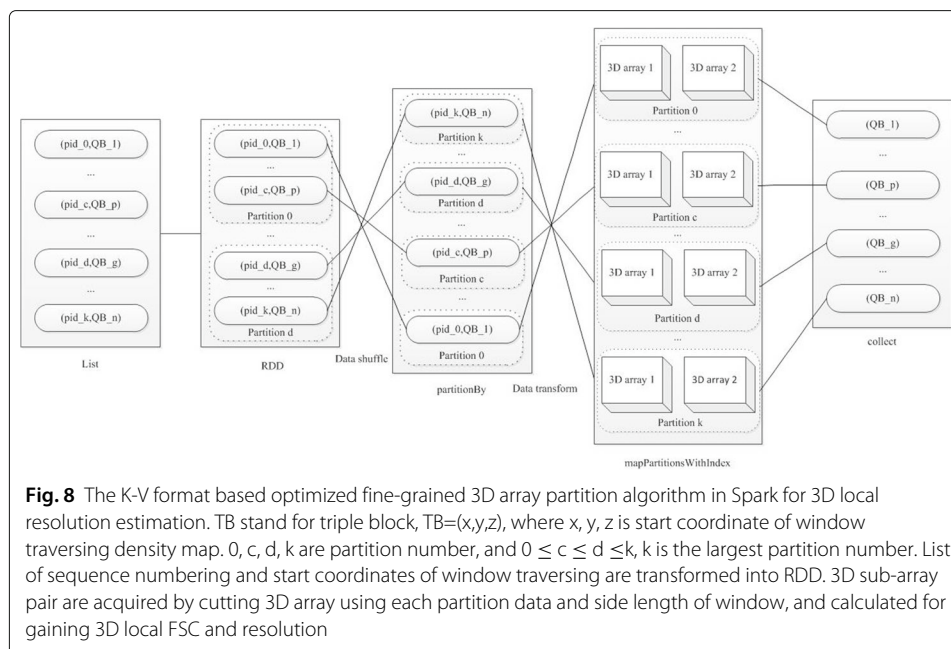 (pid_0,QB_1)
...
(pid_c,QB_p)
...
(pid_d,QB_g)
...
(pid_k,QB_n)
List
(pid_0,QB_1)
...
(pid_c,QB_p)
Partition 0
...
(pid_d,QB_g)
...
(pid_k,QB_n)
Partition d
RDD
Data shuffle
(pid_k,QB_n)
Partition k
...
(pid_d,QB_g)
Partition d
...
(pid_c,QB_p)
Partition c
...
(pid_0,QB_1)
Partition 0
partitionBy
Data transform
3D array 1
3D array 2
Partition 0
...
3D array 1
3D array 2
Partition c
...
3D array 1
3D array 2
Partition d
...
3D array 1
3D array 2
Partition k
mapPartitionsWithIndex
(QB_1)
...
(QB_p)
...
(QB_g)
...
(QB_n)
collect
Fig. 8 The K-V format based optimized fine-grained 3D array partition algorithm in Spark for 3D local
resolution estimation. TB stand for triple block, TB=(x,y,z), where x, y, z is start coordinate of window
traversing density map. 0, c, d, k are partition number, and 0 ≤ c ≤ d ≤k, k is the largest partition number. List
of sequence numbering and start coordinates of window traversing are transformed into RDD. 3D sub-array
pair are acquired by cutting 3D array using each partition data and side length of window, and calculated for
gaining 3D local FSC and resolution